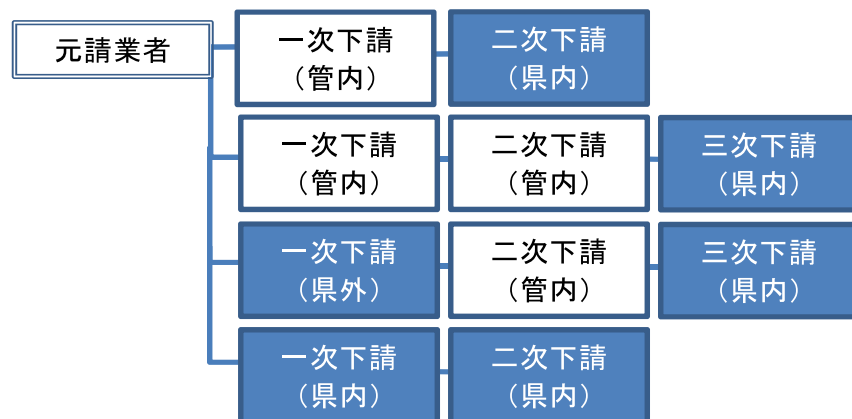 元請業者
一次下請
（管内）
二次下請
（県内）
一次下請
（管内）
二次下請
（管内）
三次下請
（県内）
一次下請
（県外）
二次下請
（管内）
三次下請
（県内）
一次下請
（県内）
二次下請
（県内）